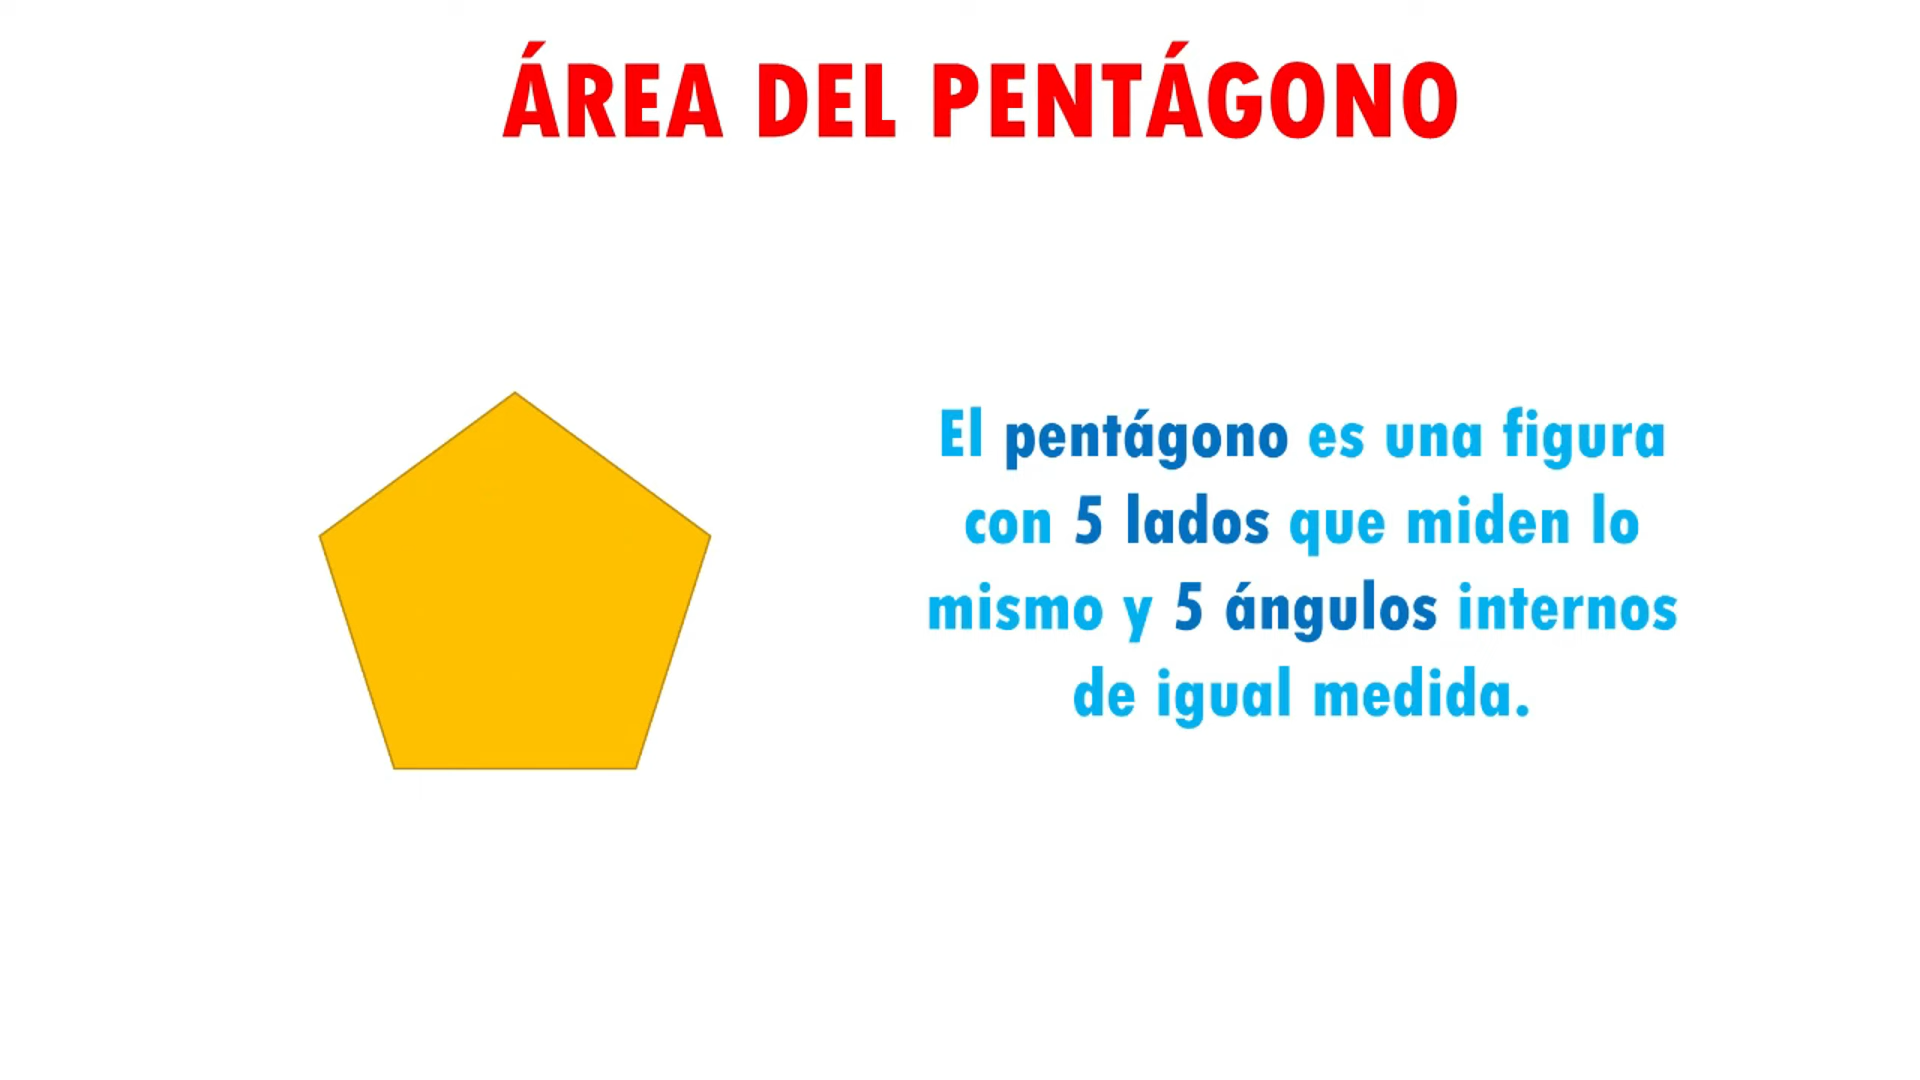 ÁREA DEL PENTÁGONO
El pentágono es una figura
con 5 lados que miden lo
mismo y 5 ángulos internos
de igual medida.